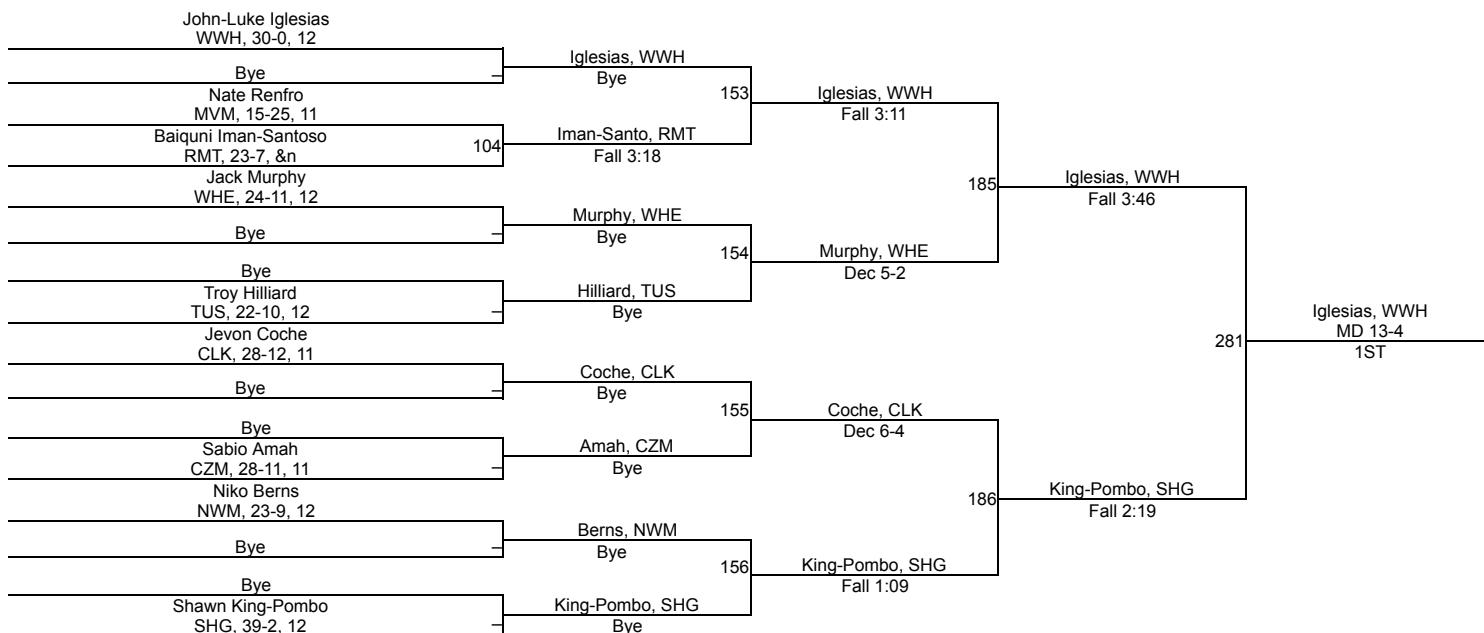 John-Luke Iglesias
WWH, 30-0, 12
Bye
Nate Renfro
MVM, 15-25, 11
Baiquni Iman-Santoso
RMT, 23-7, &n
Jack Murphy
WHE, 24-11, 12
Bye
Bye
Troy Hilliard
TUS, 22-10, 12
Jevon Coche
CLK, 28-12, 11
Bye
Bye
Sabio Amah
CZM, 28-11, 11
Niko Berns
NWM, 23-9, 12
Bye
Bye
Shawn King-Pombo
SHG, 39-2, 12
–
104
–
–
–
–
–
–
Iglesias, WWH
Bye
Iman-Santo, RMT
Fall 3:18
Murphy, WHE
Bye
Hilliard, TUS
Bye
Coche, CLK
Bye
Amah, CZM
Bye
Berns, NWM
Bye
King-Pombo, SHG
Bye
153
154
155
156
Iglesias, WWH
Fall 3:11
Murphy, WHE
Dec 5-2
Coche, CLK
Dec 6-4
King-Pombo, SHG
Fall 1:09
185
186
Iglesias, WWH
Fall 3:46
King-Pombo, SHG
Fall 2:19
281
Iglesias, WWH
MD 13-4
1ST